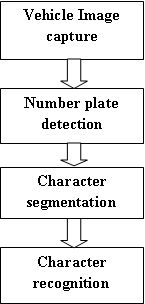 Vehicle Image
capture
Number plate
detection
Character
segmentation
Character
recognition